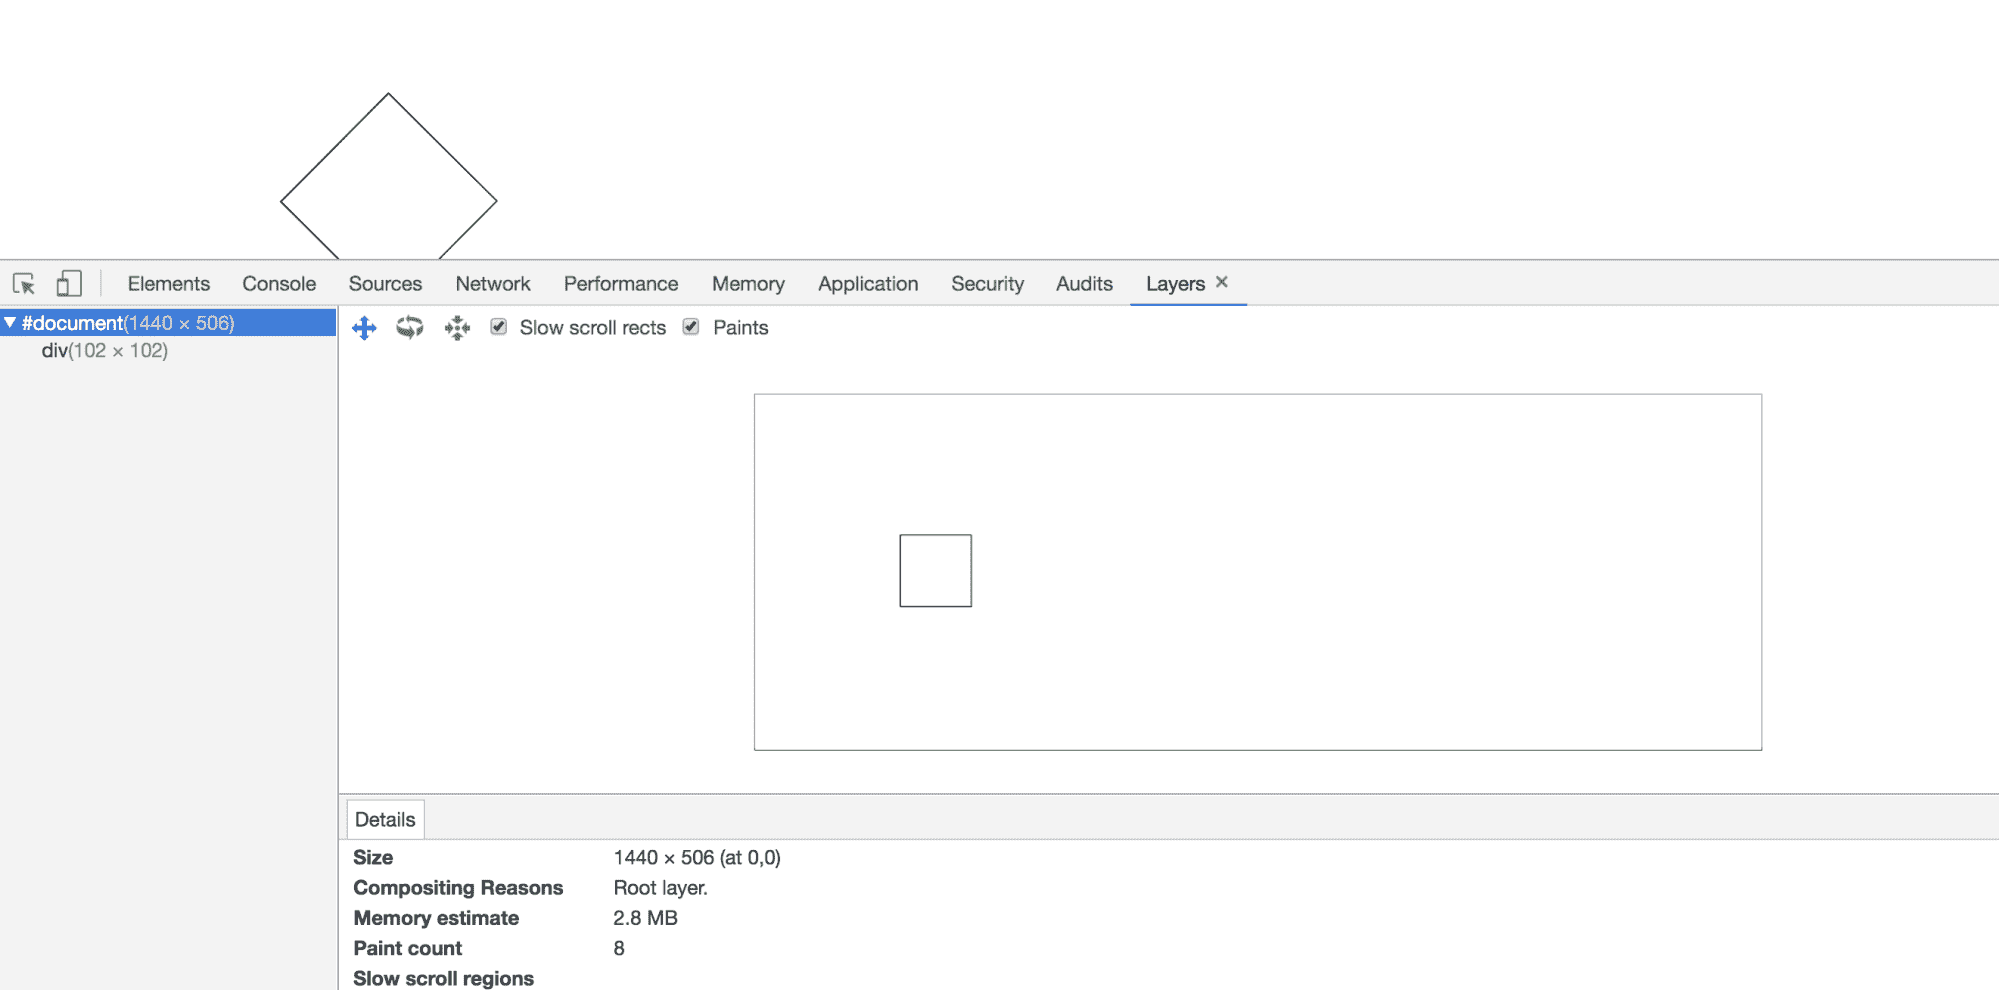 Elements Console Sources Network Performance Memory Application Security Audits Layers
#document(1440 × 506)
div(102 × 102)
Slow scroll rects Paints
Details
Size 1440 × 506 (at 0,0)
Compositing Reasons Root layer.
Memory estimate 2.8 MB
Paint count 8
Slow scroll regions